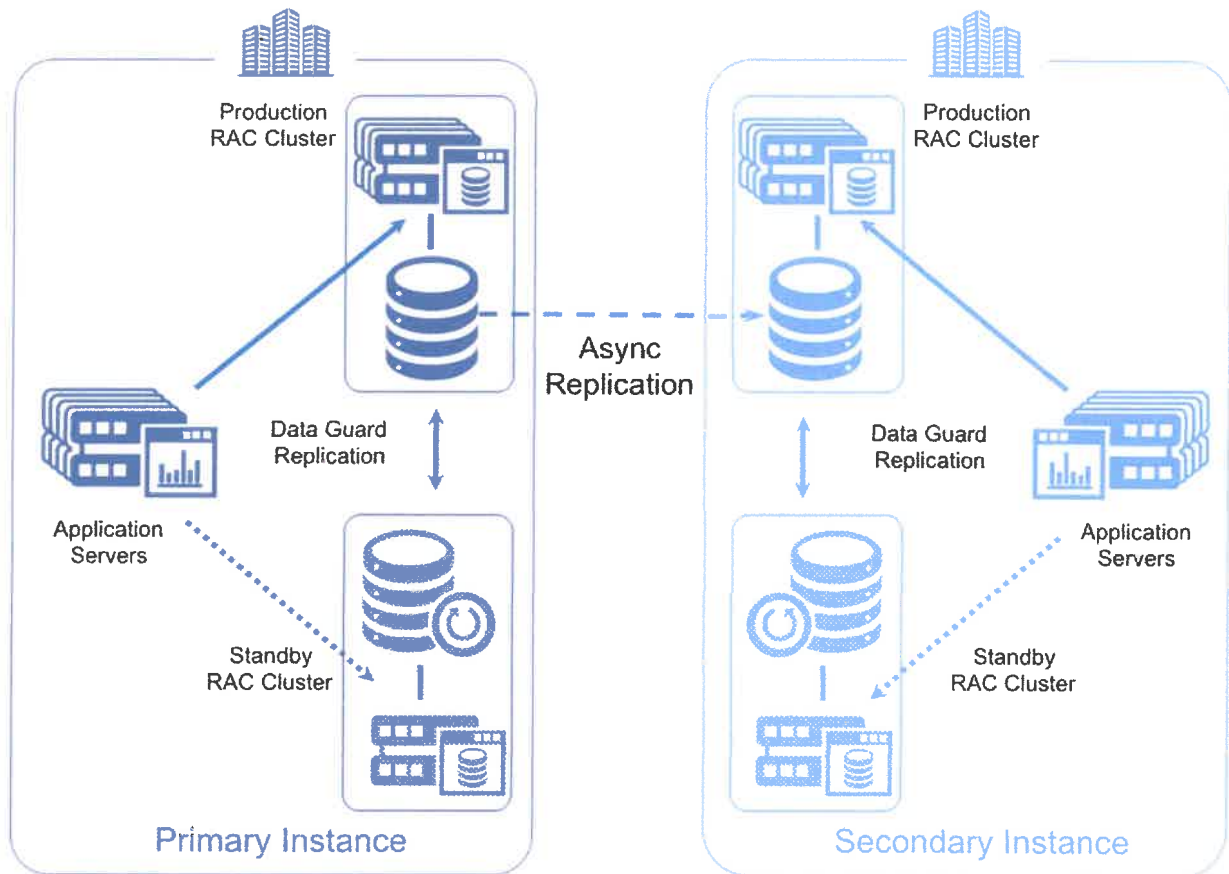 Production
RAC Cluster
Production
RAC Cluster
Async
Replication
Data Guard
Replication
Data Guard
Replication
Application
Servers
Application
Servers
Standby
RAC Cluster
Standby
RAC Cluster
Primary Instance
Secondary Instance